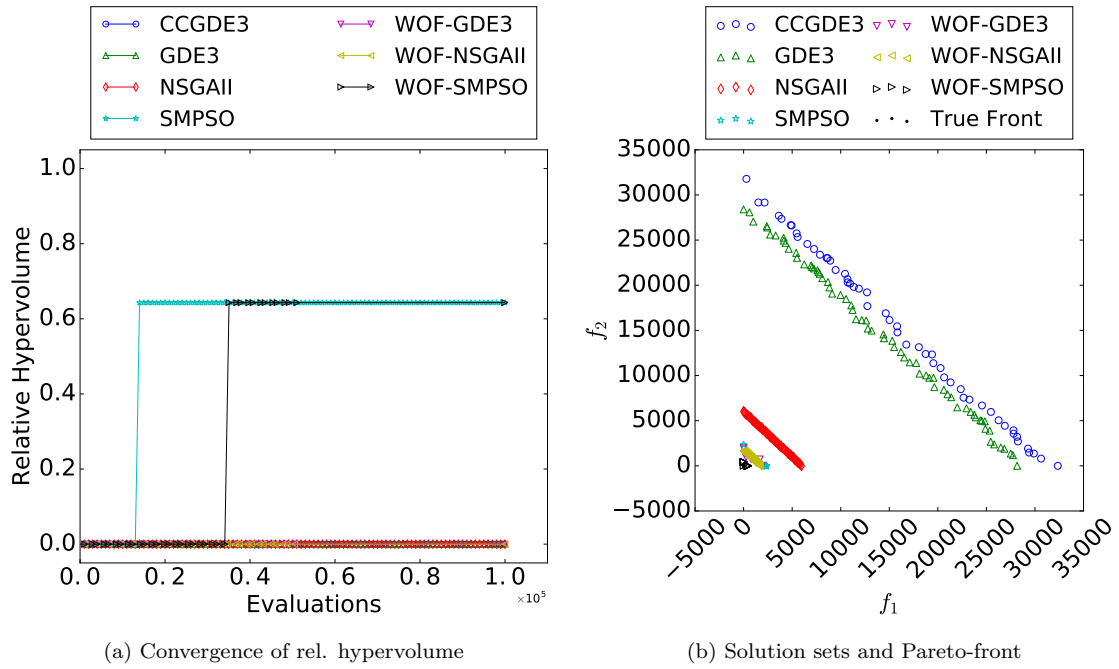 CCGDE3
GDE3
NSGAII
SMPSO
WOF-GDE3
WOF-NSGAII
WOF-SMPSO
1.0
0.8
0.6
0.4
0.2
0.0
Relative Hypervolume
0.0
0.2
0.4
0.6
0.8
1.0
×10⁵
Evaluations
(a) Convergence of rel. hypervolume
CCGDE3
GDE3
NSGAII
SMPSO
WOF-GDE3
WOF-NSGAII
WOF-SMPSO
True Front
35000
30000
25000
20000
15000
10000
5000
0
−5000
f₂
−5000
0
5000
10000
15000
20000
25000
30000
35000
f₁
(b) Solution sets and Pareto-front